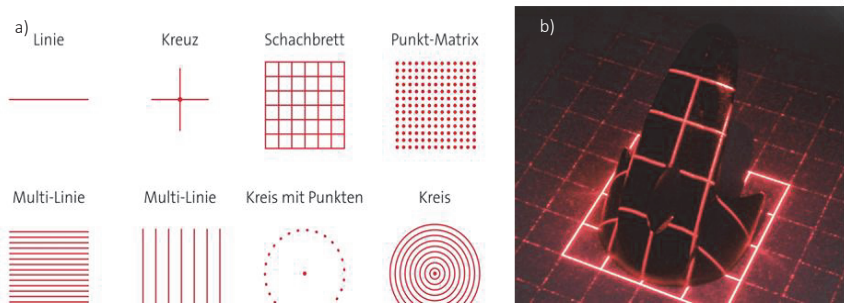 a)
Linie
Kreuz
Schachbrett
Punkt-Matrix
Multi-Linie
Multi-Linie
Kreis mit Punkten
Kreis
b)